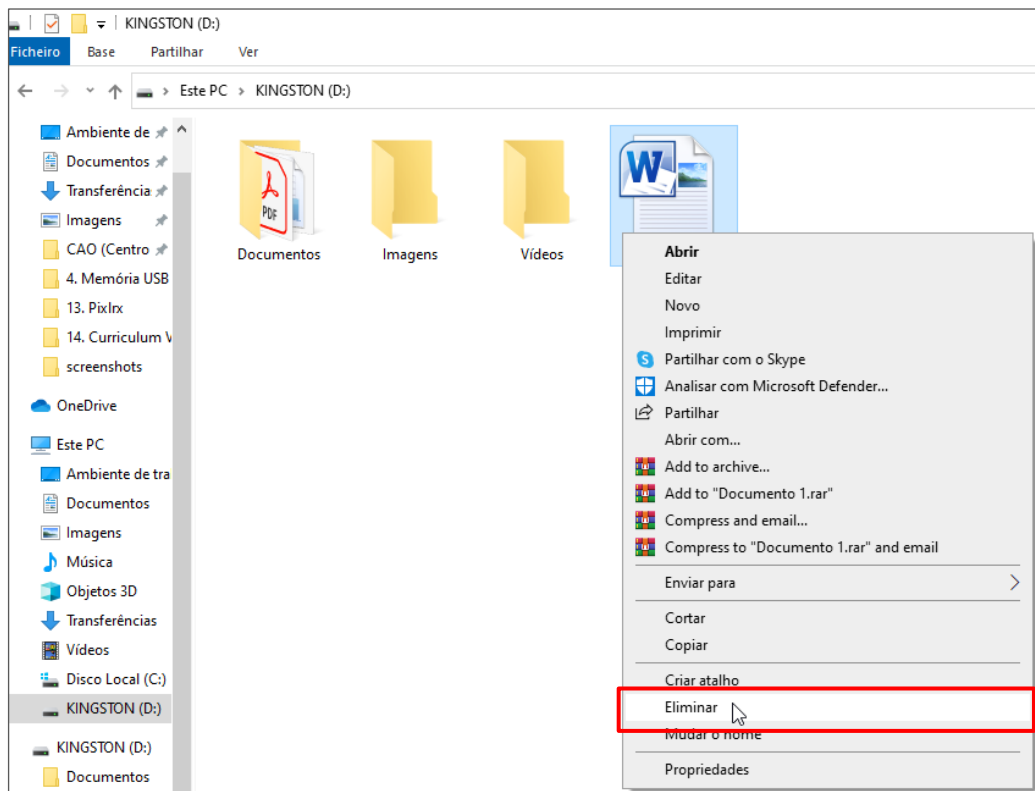 KINGSTON (D:)
Ficheiro Base Partilhar Ver
Este PC > KINGSTON (D:)
Ambiente de
Documentos
Transferência
Imagens
CAO (Centro
4. Memória USB
13. Pixlrx
14. Curriculum V
screenshots
OneDrive
Este PC
Ambiente de tra
Documentos
Imagens
Música
Objetos 3D
Transferências
Vídeos
Disco Local (C:)
KINGSTON (D:)
KINGSTON (D:)
Documentos
PDF
W
Documentos Imagens Vídeos
Abrir
Editar
Novo
Imprimir
Partilhar com o Skype
Analisar com Microsoft Defender...
Partilhar
Abrir com...
Add to archive...
Add to "Documento 1.rar"
Compress and email...
Compress to "Documento 1.rar" and email
Enviar para
Cortar
Copiar
Criar atalho
Eliminar
Mudar o nome
Propriedades